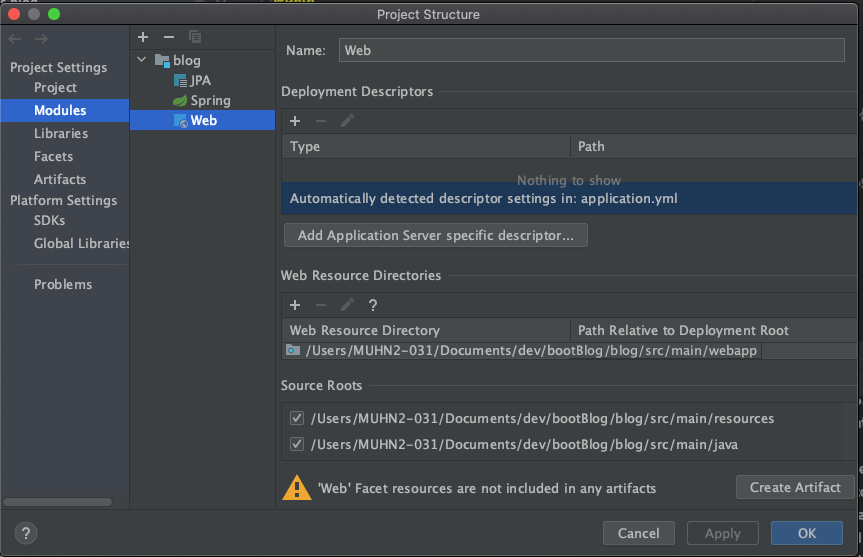 Project Structure
Project Settings
Project
Modules
Libraries
Facets
Artifacts
Platform Settings
SDKs
Global Libraries
Problems
blog
JPA
Spring
Web
Name: Web
Deployment Descriptors
Type Path
Nothing to show
Automatically detected descriptor settings in: application.yml
Add Application Server specific descriptor...
Web Resource Directories
?
Web Resource Directory Path Relative to Deployment Root
/Users/MUHN2-031/Documents/dev/bootBlog/blog/src/main/webapp
Source Roots
/Users/MUHN2-031/Documents/dev/bootBlog/blog/src/main/resources
/Users/MUHN2-031/Documents/dev/bootBlog/blog/src/main/java
'Web' Facet resources are not included in any artifacts Create Artifact
? Cancel Apply OK